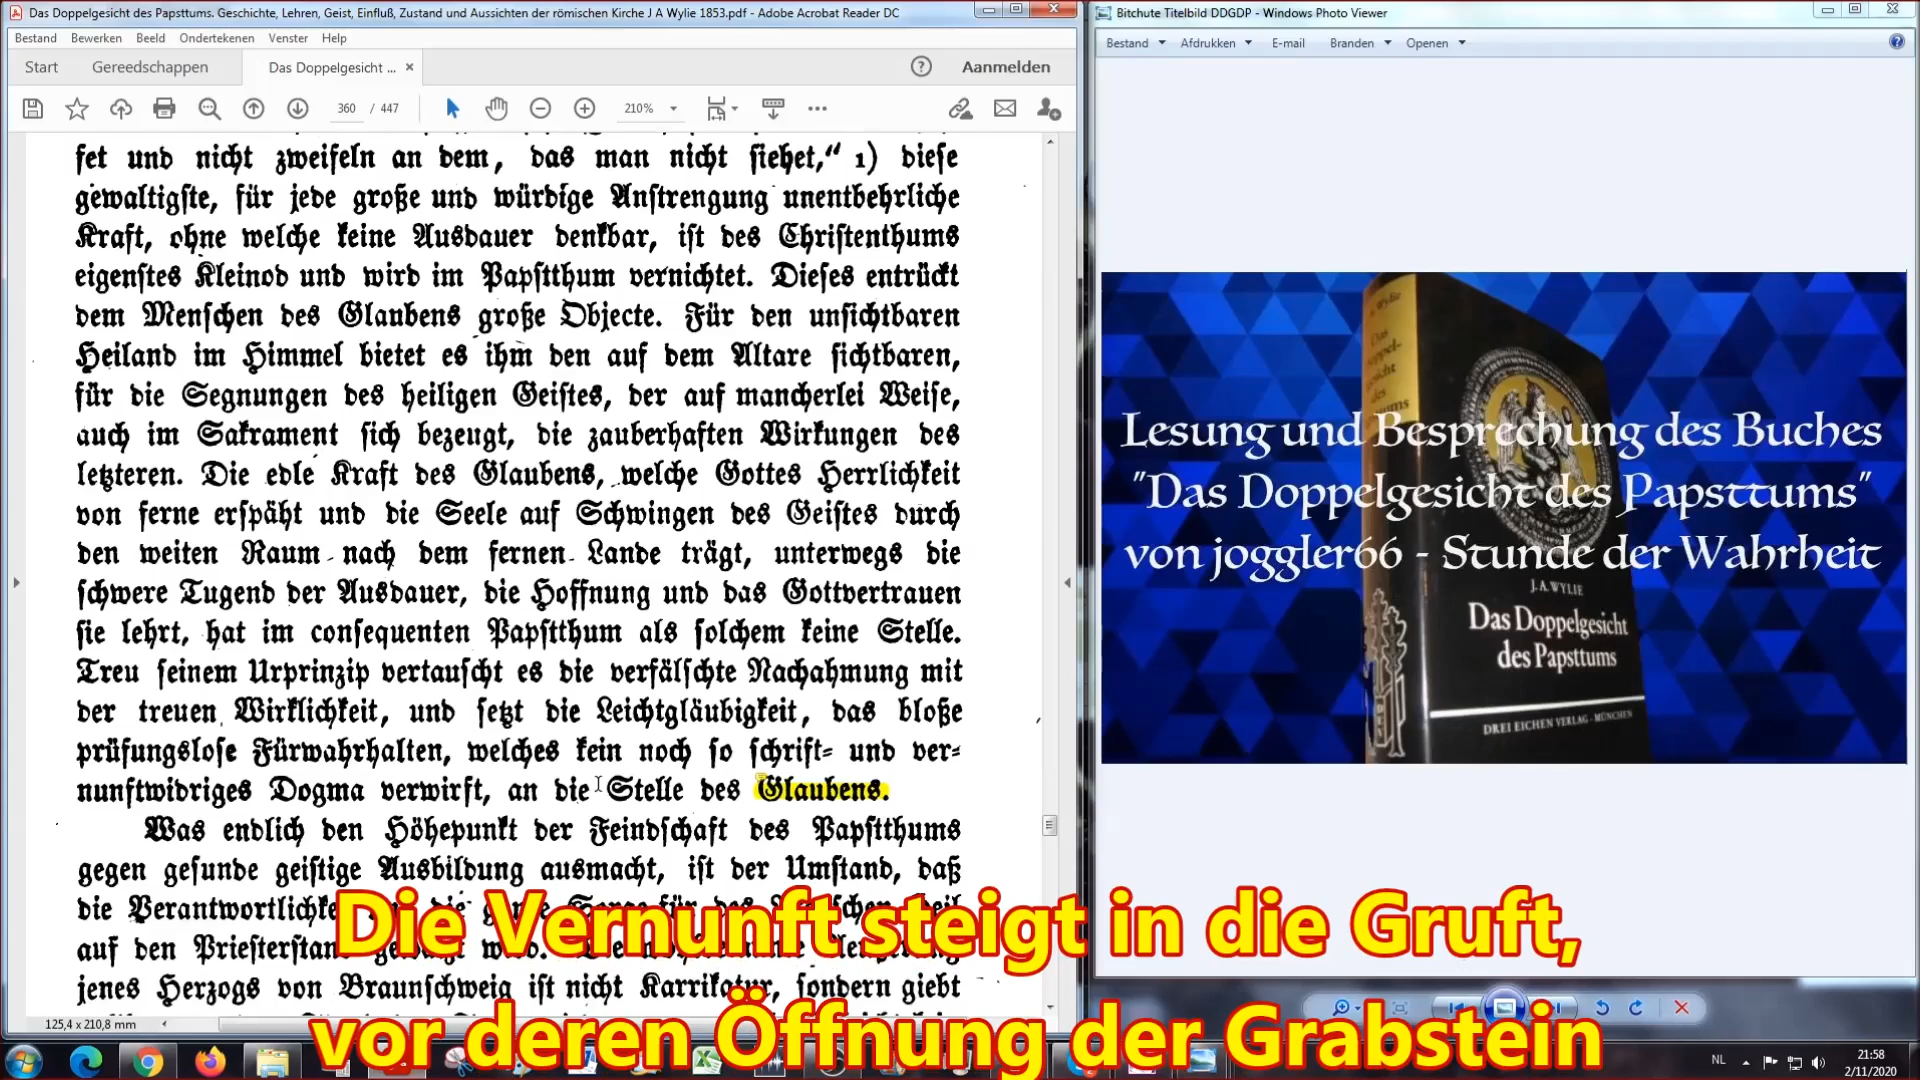 Das Doppelgesicht des Papsttums. Geschichte, Lehren, Geist, Einfluß, Zustand und Aussichten der römischen Kirche J A Wylie 1853.pdf - Adobe Acrobat Reader DC
Bestand Bewerken Beeld Ondertekenen Venster Help
Start Gereedschappen Das Doppelgesicht ... × Aanmelden
360 / 447 210%
fet und nicht zweifeln an dem, das man nicht siehet,“ 1) diese
gewaltigste, für jede große und würdige Anstrengung unentbehrliche
Kraft, ohne welche keine Ausdauer denkbar, ist des Christenthums
eigenstes Kleinod und wird im Papstthum vernichtet. Dieses entrückt
dem Menschen des Glaubens große Objecte. Für den unsichtbaren
Heiland im Himmel bietet es ihm den auf dem Altare sichtbaren,
für die Segnungen des heiligen Geistes, der auf mancherlei Weise,
auch im Sakrament sich bezeugt, die zauberhaften Wirkungen des
letzteren. Die edle Kraft des Glaubens, welche Gottes Herrlichkeit
von ferne erspäht und die Seele auf Schwingen des Geistes durch
den weiten Raum nach dem fernen Lande trägt, unterwegs die
schwere Tugend der Ausdauer, die Hoffnung und das Gottvertrauen
sie lehrt, hat im consequenten Papstthum als solchem keine Stelle.
Treu seinem Urprinzip vertauscht es die verfälschte Nachahmung mit
der treuen Wirklichkeit, und setzt die Leichtgläubigkeit, das bloße
prüfungslose Fürwahrhalten, welches kein noch so schrift- und ver-
nunftwidriges Dogma verwirft, an die Stelle des Glaubens.
Was endlich den Höhepunkt der Feindschaft des Papstthums
gegen gesunde geistige Ausbildung ausmacht, ist der Umstand, daß
die
auf den
jenes Herzogs von Braunschweig ist nicht Karrikatur, sondern giebt
125,4 x 210,8 mm
Bitchute Titelbild DDGDP - Windows Photo Viewer
Bestand Afdrukken E-mail Branden Openen
Lesung und Besprechung des Buches
"Das Doppelgesicht des Papsttums"
von joggler66 - Stunde der Wahrheit
J.A.WYLIE
Das Doppelgesicht
des Papsttums
DREI EICHEN VERLAG · MÜNCHEN
Die Vernunft steigt in die Gruft,
vor deren Öffnung der Grabstein
NL
21:58
2/11/2020